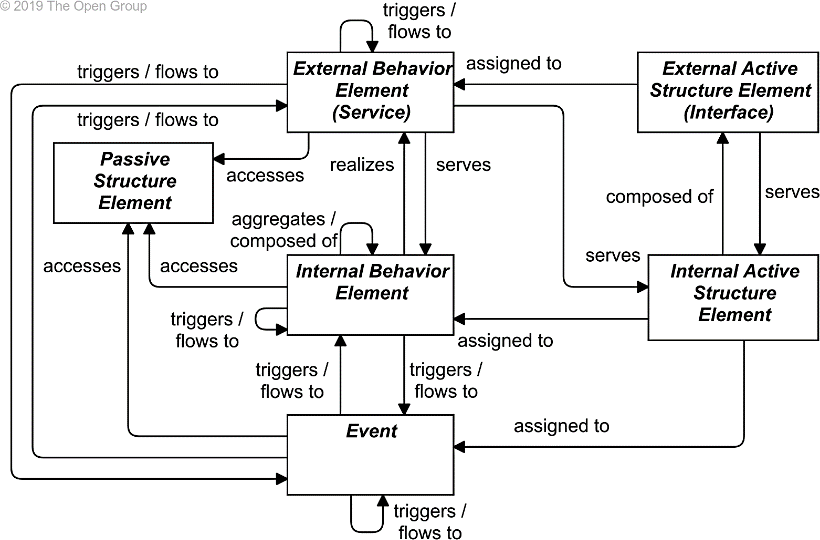 © 2019 The Open Group
triggers /
flows to
triggers / flows to
External Behavior
Element
(Service)
assigned to
External Active
Structure Element
(Interface)
triggers / flows to
Passive
Structure
Element
accesses
realizes
serves
composed of
serves
aggregates /
composed of
accesses
accesses
Internal Behavior
Element
serves
Internal Active
Structure
Element
triggers /
flows to
assigned to
triggers /
flows to
triggers /
flows to
Event
assigned to
triggers /
flows to